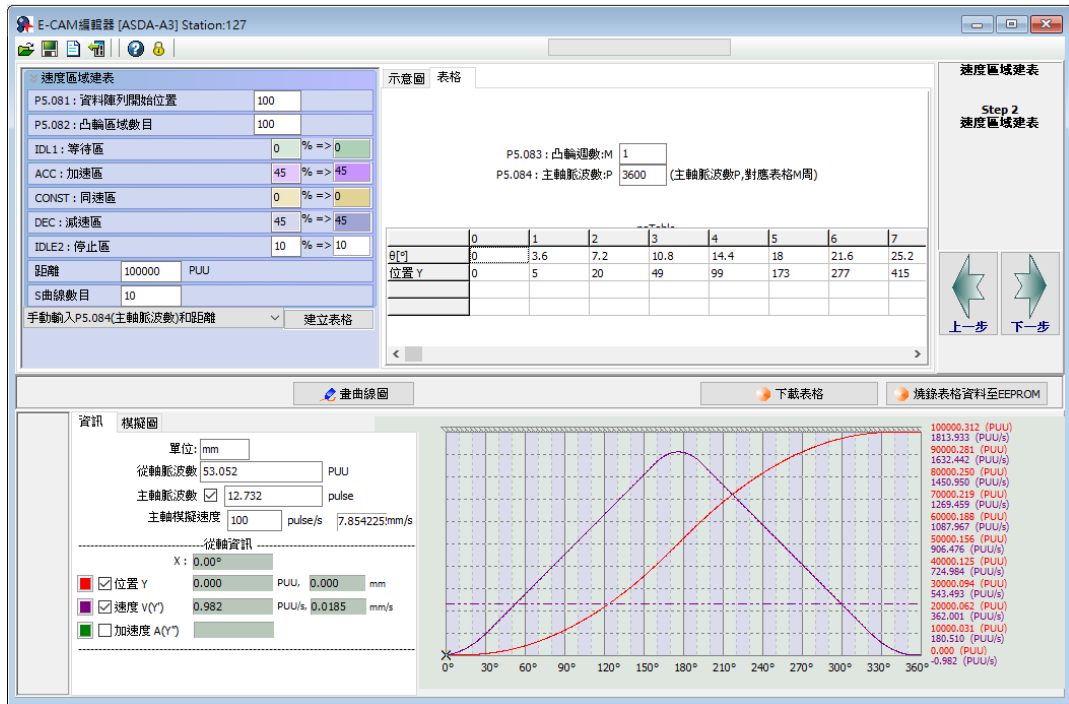 E-CAM編輯器 [ASDA-A3] Station:127
速度區域建表
P5.081 : 資料陣列開始位置 100
P5.082 : 凸輪區域數目 100
IDL1 : 等待區 0 % => 0
ACC : 加速區 45 % => 45
CONST : 同速區 0 % => 0
DEC : 減速區 45 % => 45
IDLE2 : 停止區 10 % => 10
距離 100000 PUU
S曲線數目 10
手動輸入P5.084(主軸脈波數)和距離 建立表格
示意圖 表格
P5.083 : 凸輪週數:M 1
P5.084 : 主軸脈波數:P 3600 (主軸脈波數P,對應表格M周)
0 1 2 3 4 5 6 7
θ[°] 0 3.6 7.2 10.8 14.4 18 21.6 25.2
位置 Y 0 5 20 49 99 173 277 415
速度區域建表
Step 2
速度區域建表
上一步 下一步
畫曲線圖 下載表格 燒錄表格資料至EEPROM
資訊 模擬圖
單位: mm
從軸脈波數 53.052 PUU
主軸脈波數 12.732 pulse
主軸模擬速度 100 pulse/s 7.854225 mm/s
從軸資訊
X : 0.00°
位置 Y 0.000 PUU, 0.000 mm
速度 V(Y') 0.982 PUU/s, 0.0185 mm/s
加速度 A(Y'')
100000.312 (PUU)
1813.933 (PUU/s)
90000.281 (PUU)
1632.442 (PUU/s)
80000.250 (PUU)
1450.950 (PUU/s)
70000.219 (PUU)
1269.459 (PUU/s)
60000.188 (PUU)
1087.967 (PUU/s)
50000.156 (PUU)
906.476 (PUU/s)
40000.125 (PUU)
724.984 (PUU/s)
30000.094 (PUU)
543.493 (PUU/s)
20000.062 (PUU)
362.001 (PUU/s)
10000.031 (PUU)
180.510 (PUU/s)
0.000 (PUU)
-0.982 (PUU/s)
0° 30° 60° 90° 120° 150° 180° 210° 240° 270° 300° 330° 360°